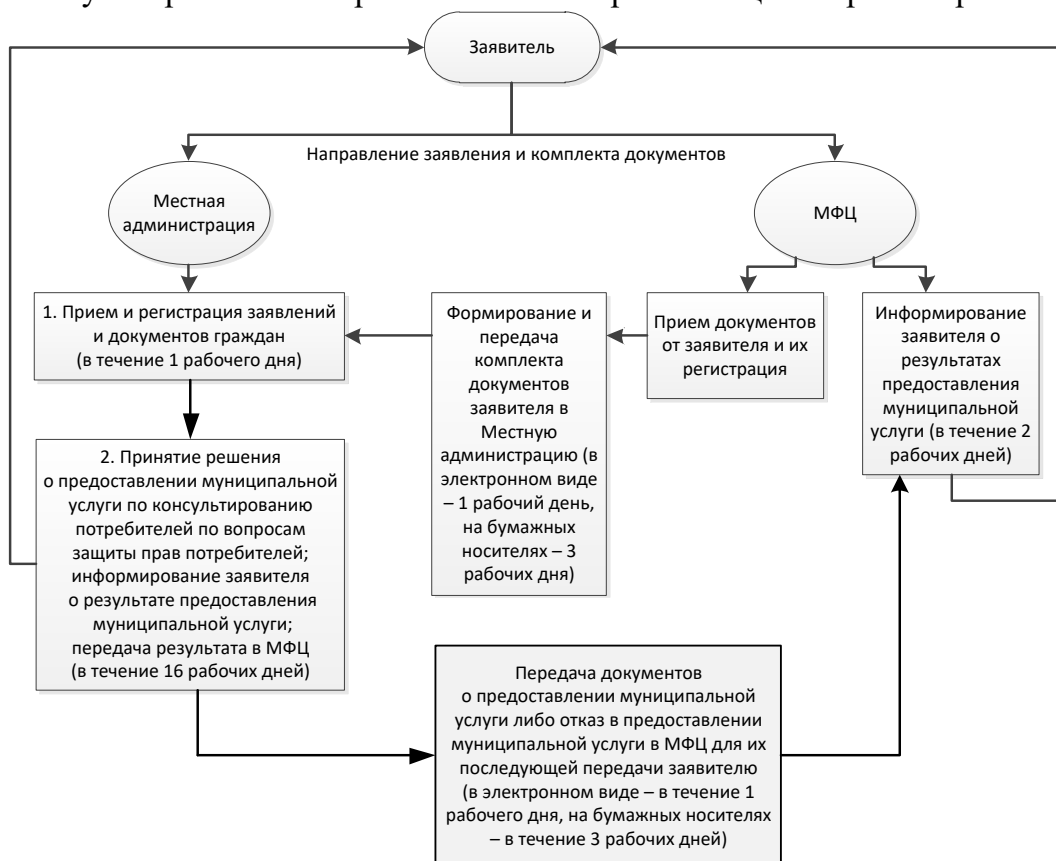 Заявитель
Направление заявления и комплекта документов
Местная
администрация
МФЦ
1. Прием и регистрация заявлений
и документов граждан
(в течение 1 рабочего дня)
Формирование и
передача
комплекта
документов
заявителя в
Местную
администрацию (в
электронном виде
– 1 рабочий день,
на бумажных
носителях – 3
рабочих дня)
Прием документов
от заявителя и их
регистрация
Информирование
заявителя о
результатах
предоставления
муниципальной
услуги (в течение 2
рабочих дней)
2. Принятие решения
о предоставлении муниципальной
услуги по консультированию
потребителей по вопросам
защиты прав потребителей;
информирование заявителя
о результате предоставления
муниципальной услуги;
передача результата в МФЦ
(в течение 16 рабочих дней)
Передача документов
о предоставлении муниципальной
услуги либо отказ в предоставлении
муниципальной услуги в МФЦ для их
последующей передачи заявителю
(в электронном виде – в течение 1
рабочего дня, на бумажных носителях
– в течение 3 рабочих дней)